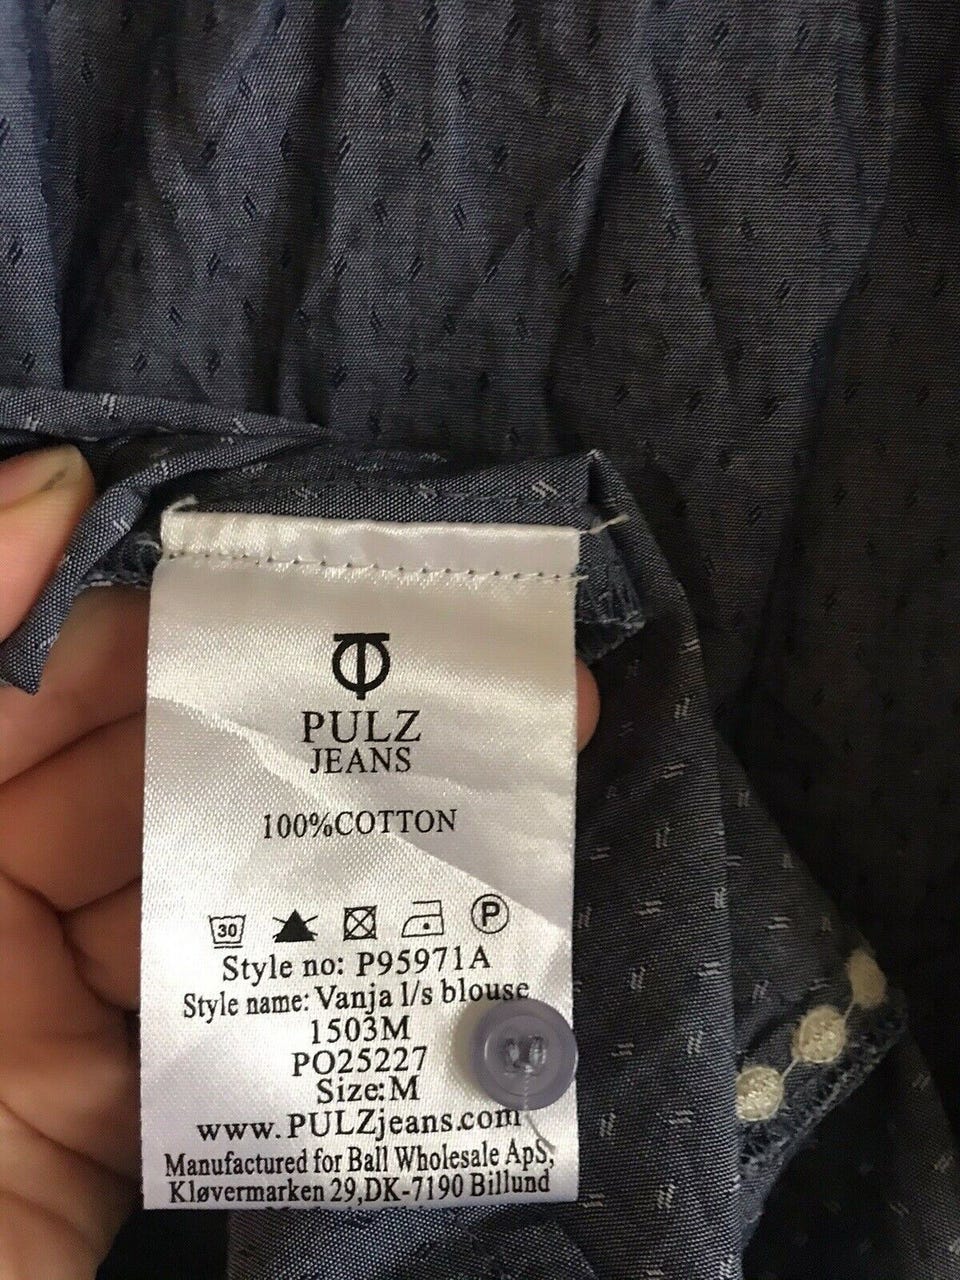 PULZ
JEANS
100%COTTON
30
P
Style no: P95971A
Style name: Vanja l/s blouse
1503M
PO25227
Size:M
www.PULZjeans.com
Manufactured for Ball Wholesale ApS,
Kløvermarken 29,DK-7190 Billund